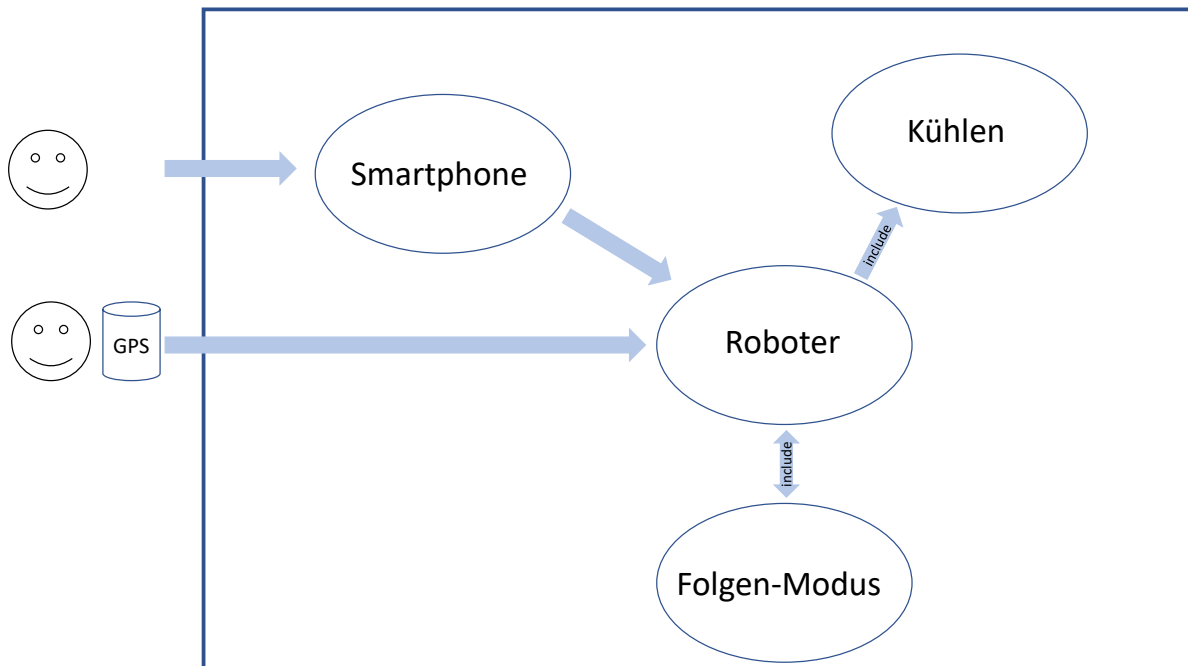 Kühlen
Smartphone
include
GPS
Roboter
include
Folgen-Modus